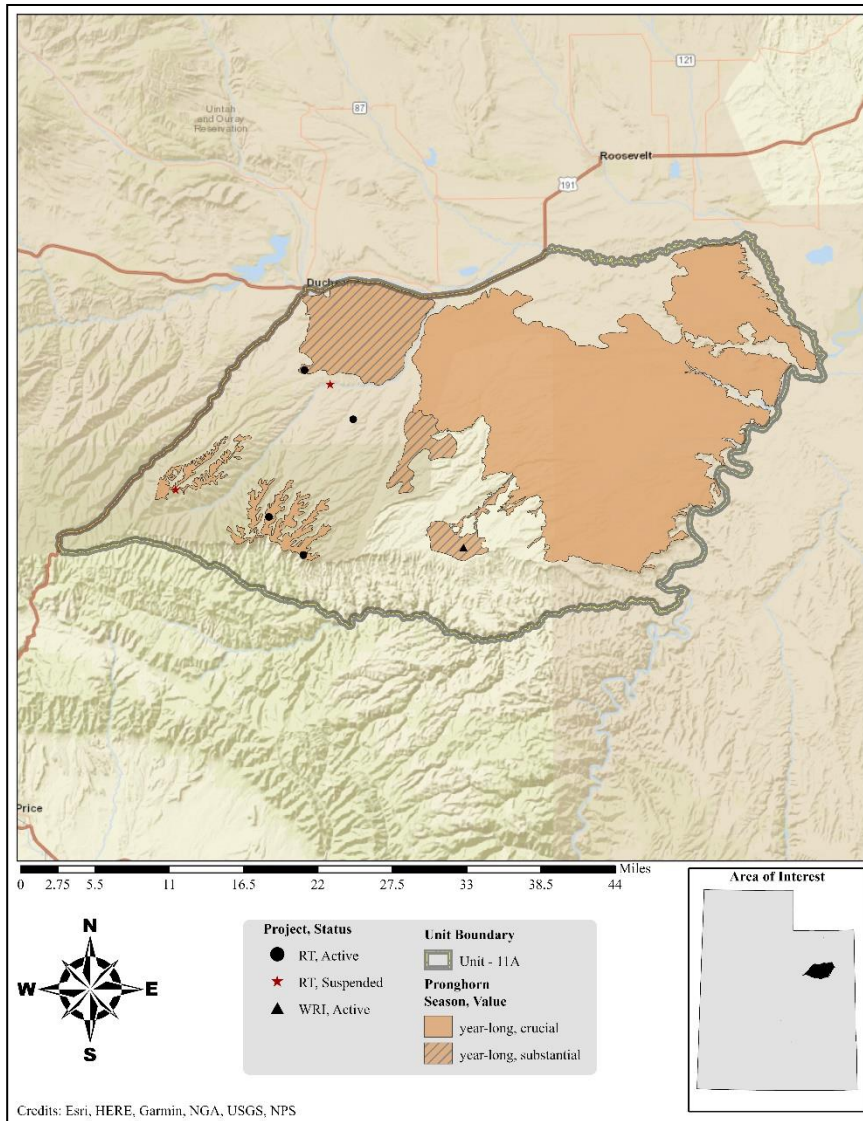 121
Uintah
and Ouray
Reservation
87
Roosevelt
191
Price
Miles
0 2.75 5.5 11 16.5 22 27.5 33 38.5 44
Area of Interest
N
W E
S
Project, Status
RT, Active
RT, Suspended
WRI, Active
Unit Boundary
Unit - 11A
Pronghorn
Season, Value
year-long, crucial
year-long, substantial
Credits: Esri, HERE, Garmin, NGA, USGS, NPS